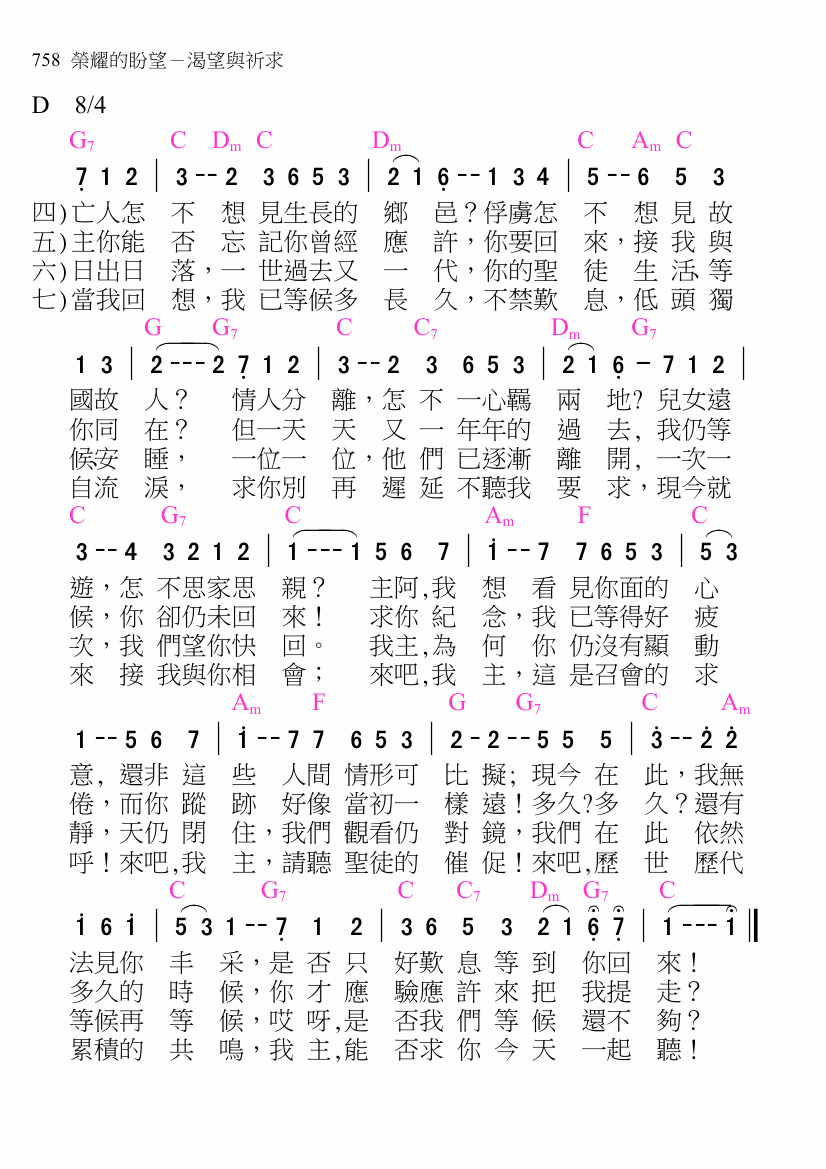 758 榮耀的盼望－渴望與祈求
D 8/4
G7 C Dm C Dm C Am C
7 1 2 | 3 -- 2 3 6 5 3 | 2 1 6 -- 1 3 4 | 5 -- 6 5 3
四)亡人怎 不 想 見生長的 鄉 邑？俘虜怎 不 想 見 故
五)主你能 否 忘 記你曾經 應 許，你要回 來，接 我 與
六)日出日 落，一 世過去又 一 代，你的聖 徒 生 活、等
七)當我回 想，我 已等候多 長 久，不禁歎 息，低 頭 獨
G G7 C C7 Dm G7
1 3 | 2 --- 2 7 1 2 | 3 -- 2 3 6 5 3 | 2 1 6 - 7 1 2 |
國故 人？ 情人分 離，怎 不 一心羈 兩 地? 兒女遠
你同 在？ 但一天 天 又 一 年年的 過 去, 我仍等
候、安 睡， 一位一 位，他 們 已逐漸 離 開, 一次一
自流 淚， 求你別 再 遲 延 不聽我 要 求，現今就
C G7 C Am F C
3 -- 4 3 2 1 2 | 1 --- 1 5 6 7 | 1 -- 7 7 6 5 3 | 5 3
遊，怎 不思家思 親？ 主阿,我 想 看 見你面的 心
候，你 卻仍未回 來！ 求你 紀 念，我 已等得好 疲
次，我 們望你快 回。 我主,為 何 你 仍沒有顯 動
來 接 我與你相 會； 來吧,我 主，這 是召會的 求
Am F G G7 C Am
1 -- 5 6 7 | 1 -- 7 7 6 5 3 | 2 - 2 -- 5 5 5 | 3 -- 2 2
意, 還非 這 些 人間 情形可 比 擬; 現今 在 此，我無
倦，而你 蹤 跡 好像 當初一 樣 遠！多久?多 久？還有
靜，天仍 閉 住，我們 觀看仍 對 鏡，我們 在 此 依然
呼！來吧,我 主，請聽 聖徒的 催 促！來吧,歷 世 歷代
C G7 C C7 Dm G7 C
1 6 1 | 5 3 1 -- 7 1 2 | 3 6 5 3 2 1 6 7 | 1 --- 1
法見你 丰 采，是 否 只 好歎 息 等 到 你回 來！
多久的 時 候，你 才 應 驗應 許 來 把 我提 走？
等候再 等 候，哎 呀,是 否我 們 等 候 還不 夠？
累積的 共 鳴，我 主,能 否求 你 今 天 一起 聽！